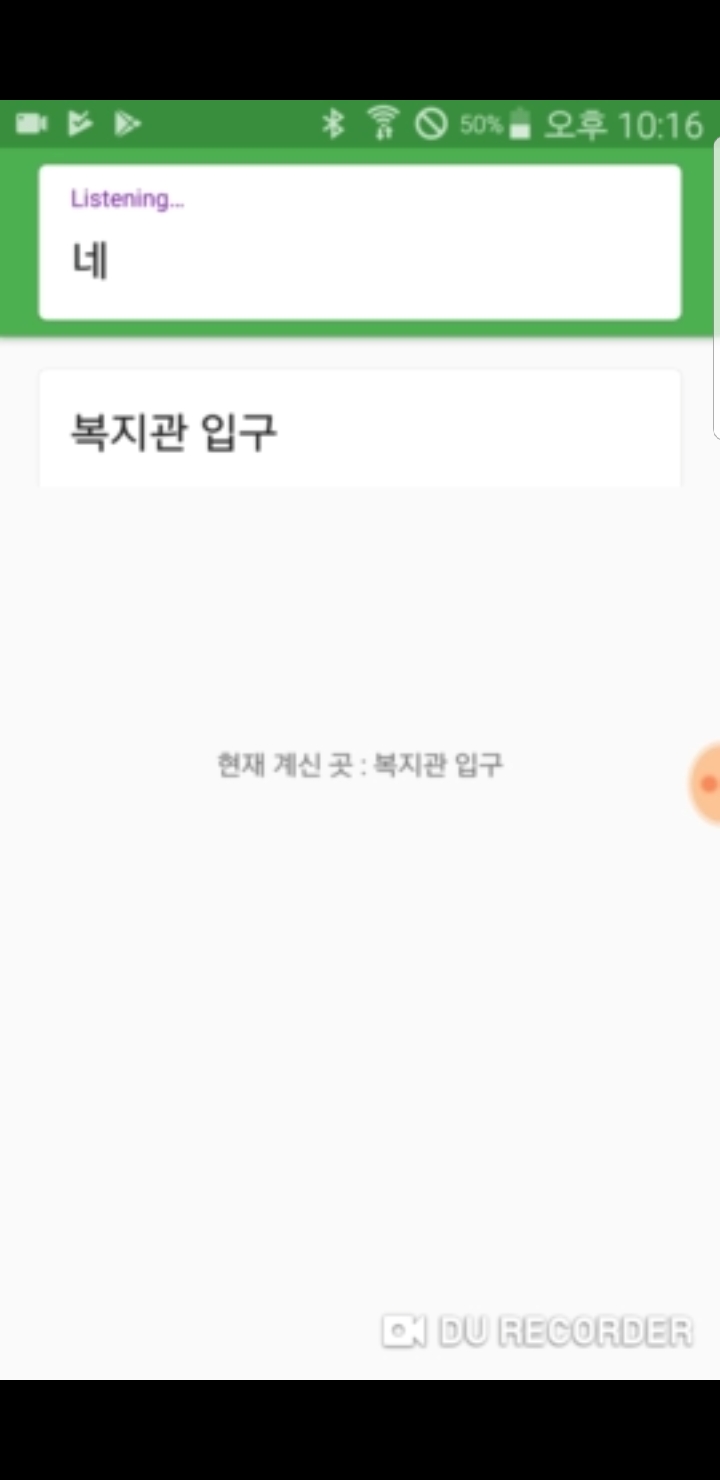 50% 오후 10:16
Listening...
네
복지관 입구
현재 계신 곳 : 복지관 입구
DU RECORDER